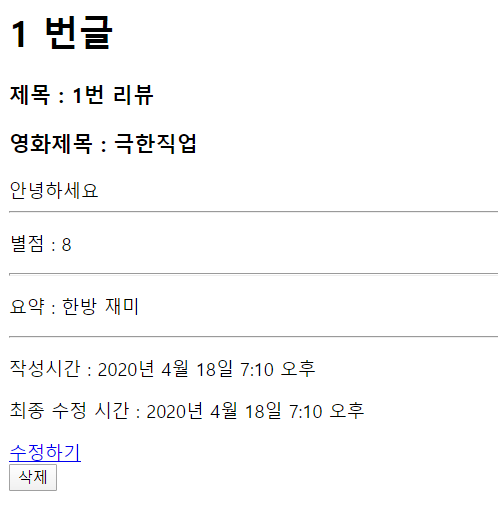 1 번글
제목 : 1번 리뷰
영화제목 : 극한직업
안녕하세요
별점 : 8
요약 : 한방 재미
작성시간 : 2020년 4월 18일 7:10 오후
최종 수정 시간 : 2020년 4월 18일 7:10 오후
수정하기
삭제